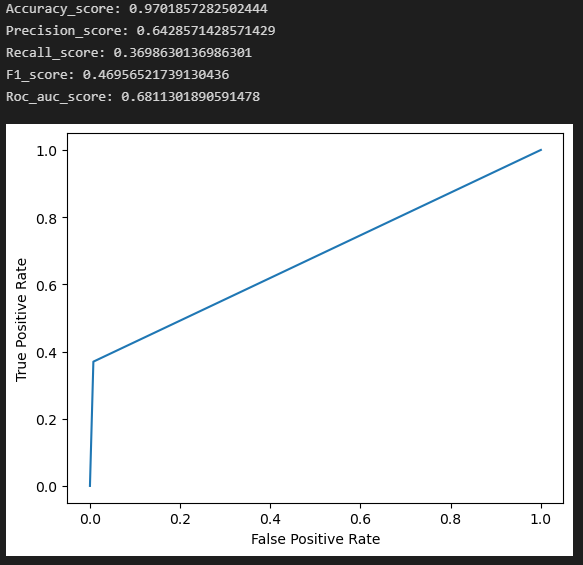 Accuracy_score: 0.9701857282502444
Precision_score: 0.6428571428571429
Recall_score: 0.3698630136986301
F1_score: 0.46956521739130436
Roc_auc_score: 0.6811301890591478
1.0
0.8
0.6
0.4
0.2
0.0
True Positive Rate
0.0 0.2 0.4 0.6 0.8 1.0
False Positive Rate